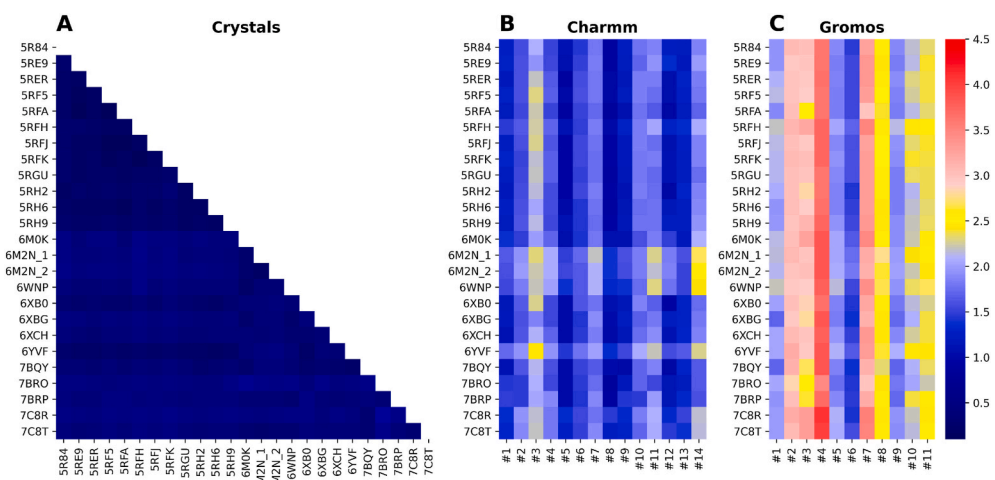 A Crystals
B Charmm
C Gromos
5R84
5RE9
5RER
5RF5
5RFA
5RFH
5RFJ
5RFK
5RGU
5RH2
5RH6
5RH9
6M0K
6M2N_1
6M2N_2
6WNP
6XB0
6XBG
6XCH
6YVF
7BQY
7BRO
7BRP
7C8R
7C8T
5R84 5RE9 5RER 5RF5 5RFA 5RFH 5RFJ 5RFK 5RGU 5RH2 5RH6 5RH9 6M0K M2N_1 M2N_2 6WNP 6XB0 6XBG 6XCH 6YVF 7BQY 7BRO 7BRP 7C8R 7C8T
5R84
5RE9
5RER
5RF5
5RFA
5RFH
5RFJ
5RFK
5RGU
5RH2
5RH6
5RH9
6M0K
6M2N_1
6M2N_2
6WNP
6XB0
6XBG
6XCH
6YVF
7BQY
7BRO
7BRP
7C8R
7C8T
#1 #2 #3 #4 #5 #6 #7 #8 #9 #10 #11 #12 #13 #14
5R84
5RE9
5RER
5RF5
5RFA
5RFH
5RFJ
5RFK
5RGU
5RH2
5RH6
5RH9
6M0K
6M2N_1
6M2N_2
6WNP
6XB0
6XBG
6XCH
6YVF
7BQY
7BRO
7BRP
7C8R
7C8T
#1 #2 #3 #4 #5 #6 #7 #8 #9 #10 #11
4.5
4.0
3.5
3.0
2.5
2.0
1.5
1.0
0.5